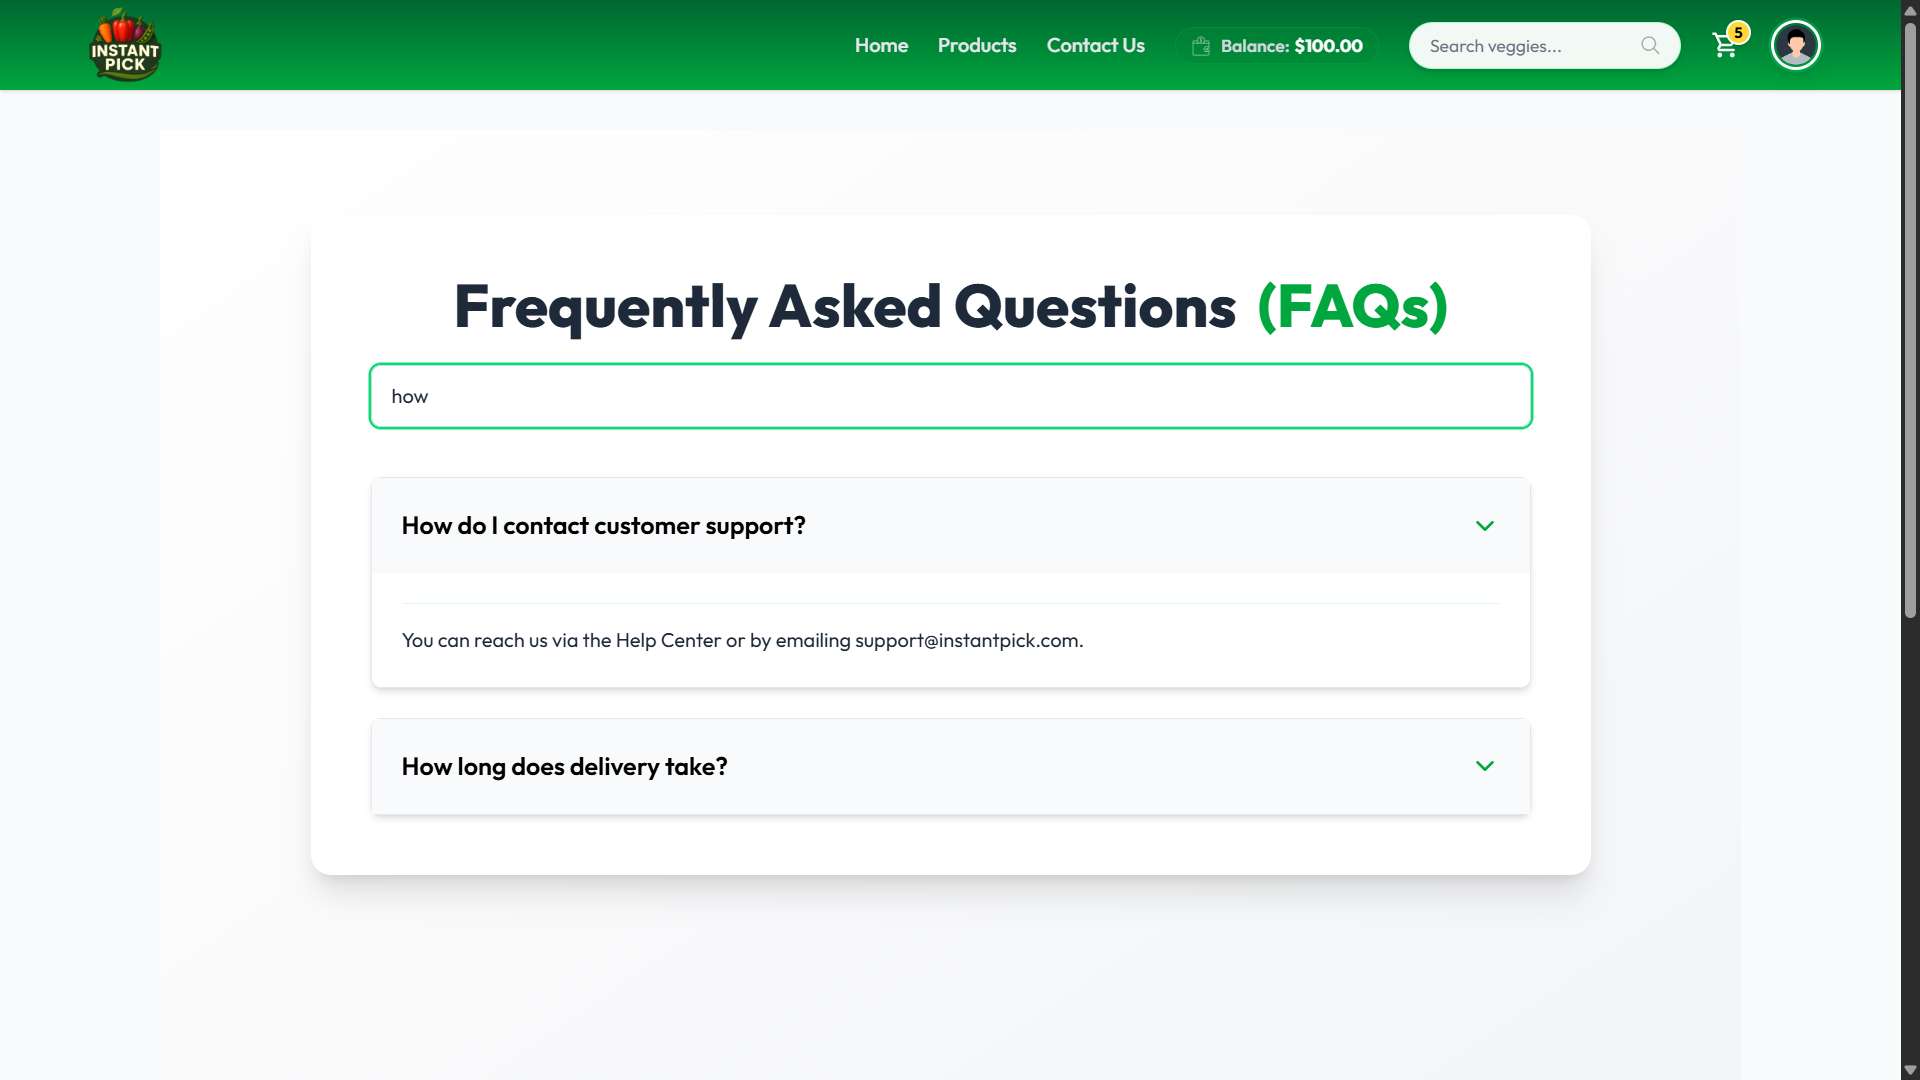 INSTANT
PICK
Home
Products
Contact Us
Balance: $100.00
Search veggies...
5
Frequently Asked Questions (FAQs)
how
How do I contact customer support?
You can reach us via the Help Center or by emailing support@instantpick.com.
How long does delivery take?